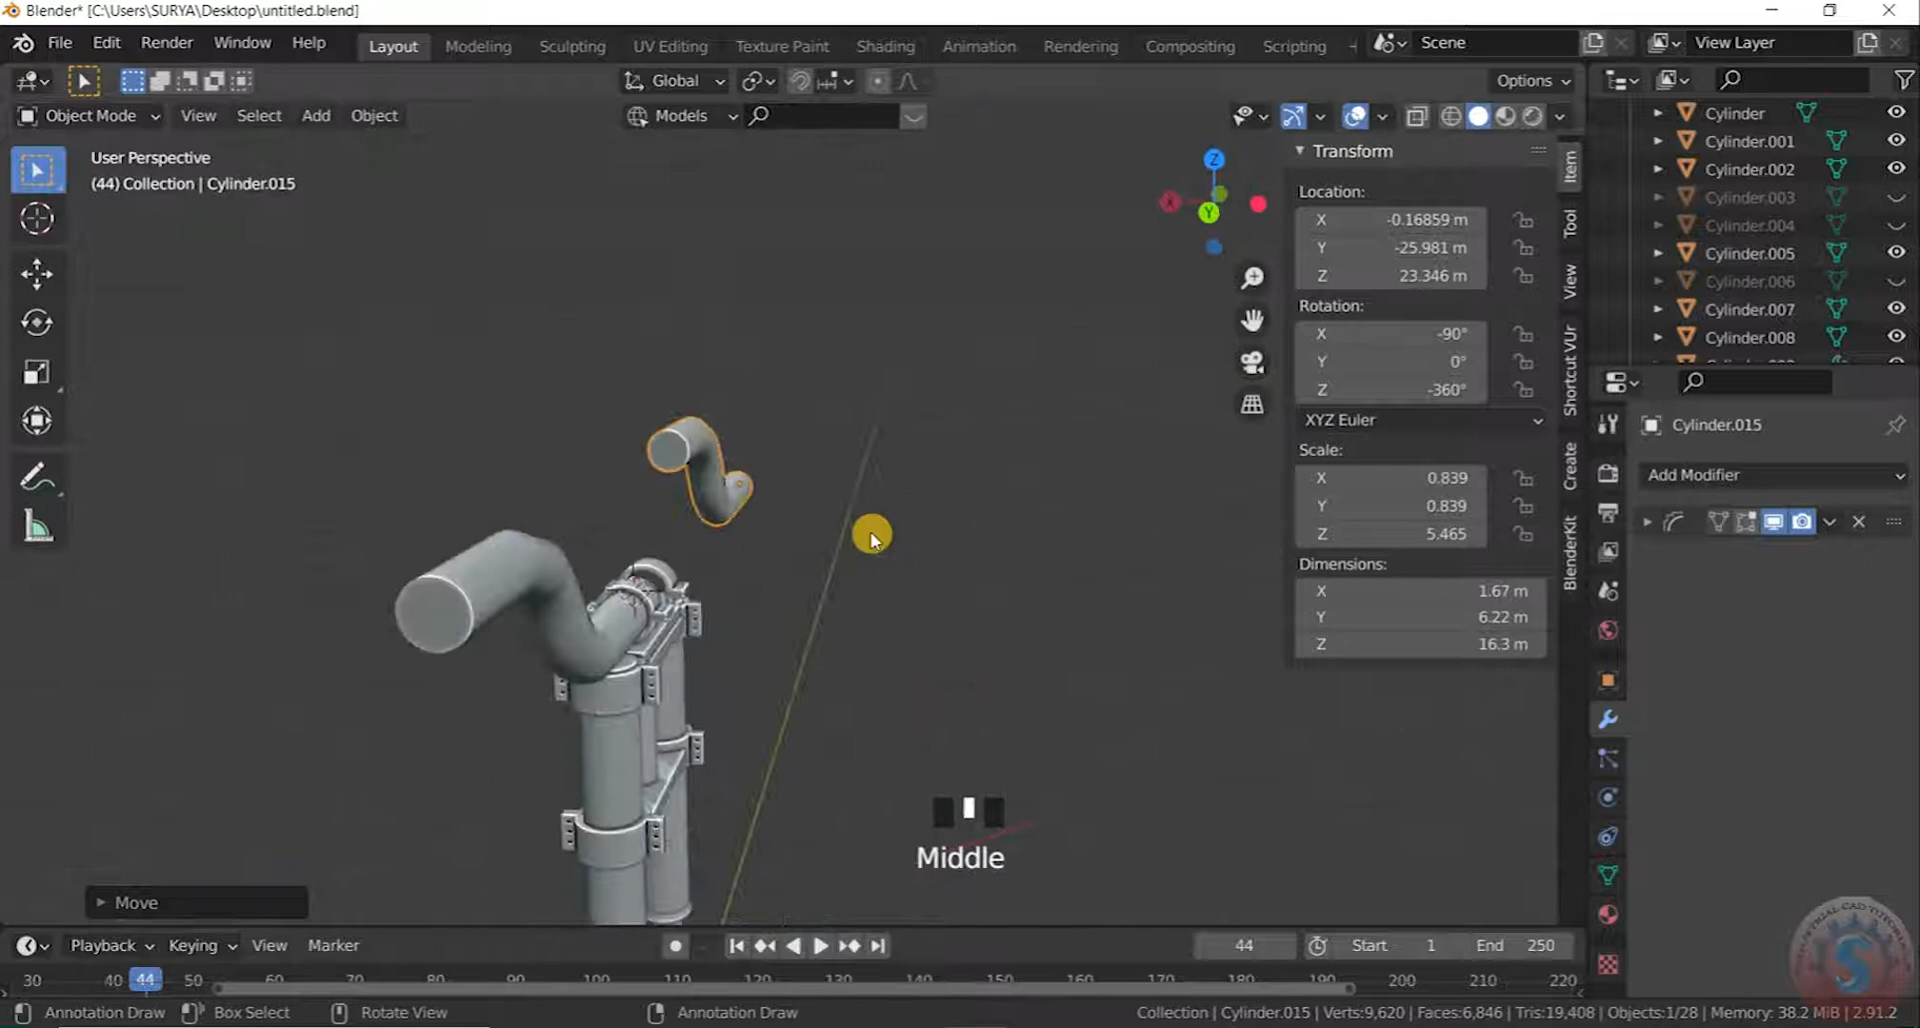 Blender* [C:\Users\SURYA\Desktop\untitled.blend]
File Edit Render Window Help Layout Modeling Sculpting UV Editing Texture Paint Shading Animation Rendering Compositing Scripting Scene View Layer
Global Options
Object Mode View Select Add Object Models
User Perspective
(44) Collection | Cylinder.015
Z
X
Y
Transform
Location:
X -0.16859 m
Y -25.981 m
Z 23.346 m
Rotation:
X -90°
Y 0°
Z -360°
XYZ Euler
Scale:
X 0.839
Y 0.839
Z 5.465
Dimensions:
X 1.67 m
Y 6.22 m
Z 16.3 m
Item
Tool
View
Shortcut VUr
Create
BlenderKit
Cylinder
Cylinder.001
Cylinder.002
Cylinder.003
Cylinder.004
Cylinder.005
Cylinder.006
Cylinder.007
Cylinder.008
Cylinder.015
Add Modifier
Middle
Move
Playback Keying View Marker 44 Start 1 End 250
30 40 44 50 60 70 80 90 100 110 120 130 140 150 160 170 180 190 200 210 220
Annotation Draw Box Select Rotate View Annotation Draw Collection | Cylinder.015 | Verts:9,620 | Faces:6,846 | Tris:19,408 | Objects:1/28 | Memory: 38.2 MiB | 2.91.2